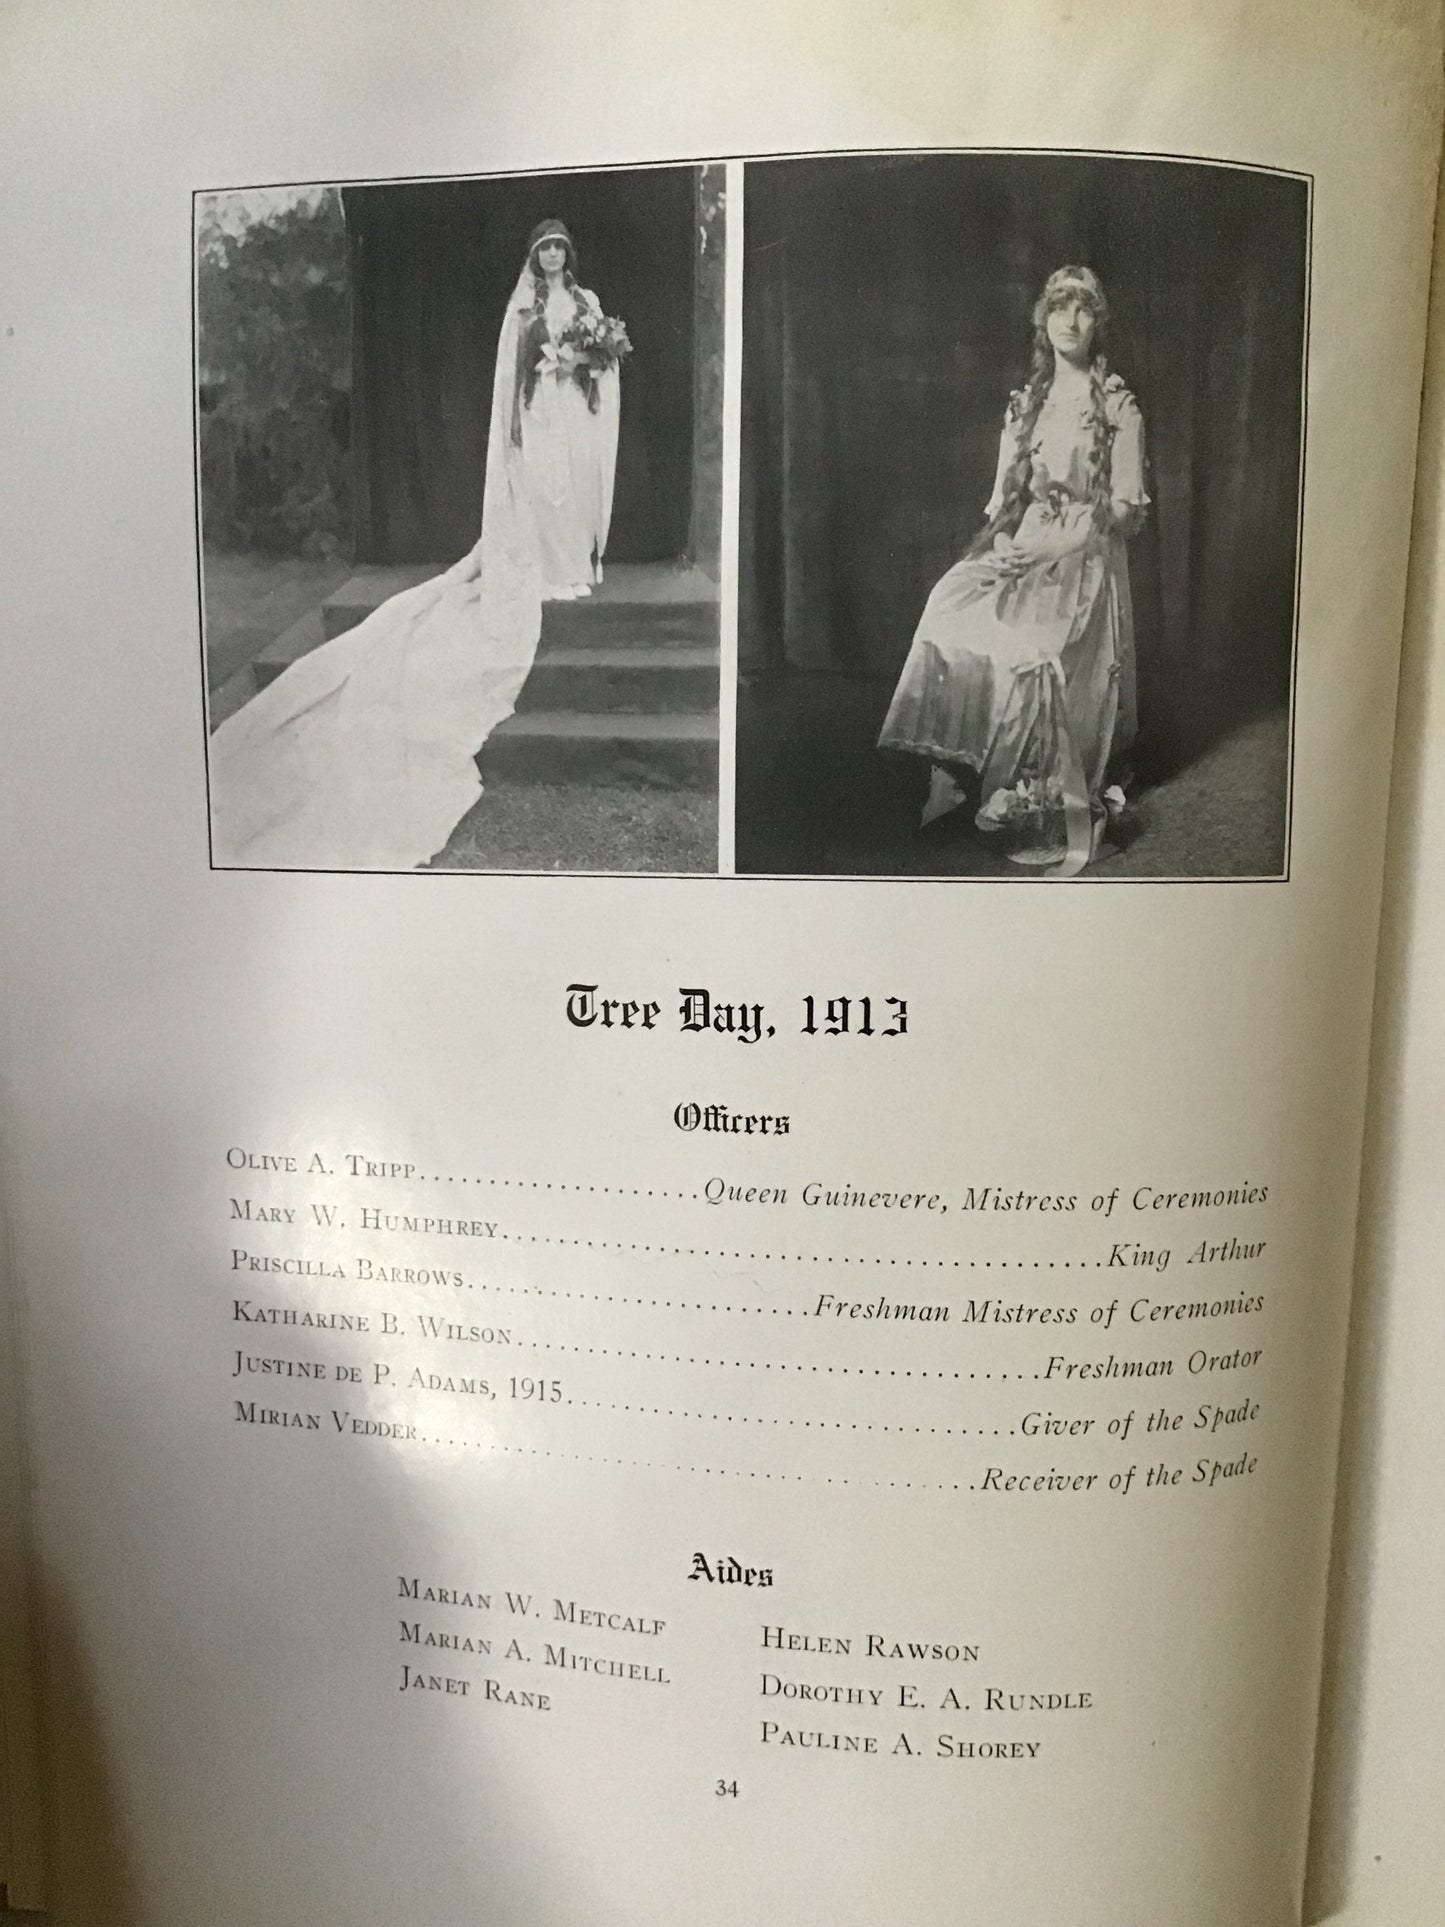 Tree Day, 1913
Officers
Olive A. Tripp....................Queen Guinevere, Mistress of Ceremonies
Mary W. Humphrey..........................................King Arthur
Priscilla Barrows.........................Freshman Mistress of Ceremonies
Katharine B. Wilson.....................................Freshman Orator
Justine de P. Adams, 1915................................Giver of the Spade
Mirian Vedder........................................Receiver of the Spade
Aides
Marian W. Metcalf
Marian A. Mitchell
Janet Rane
Helen Rawson
Dorothy E. A. Rundle
Pauline A. Shorey
34